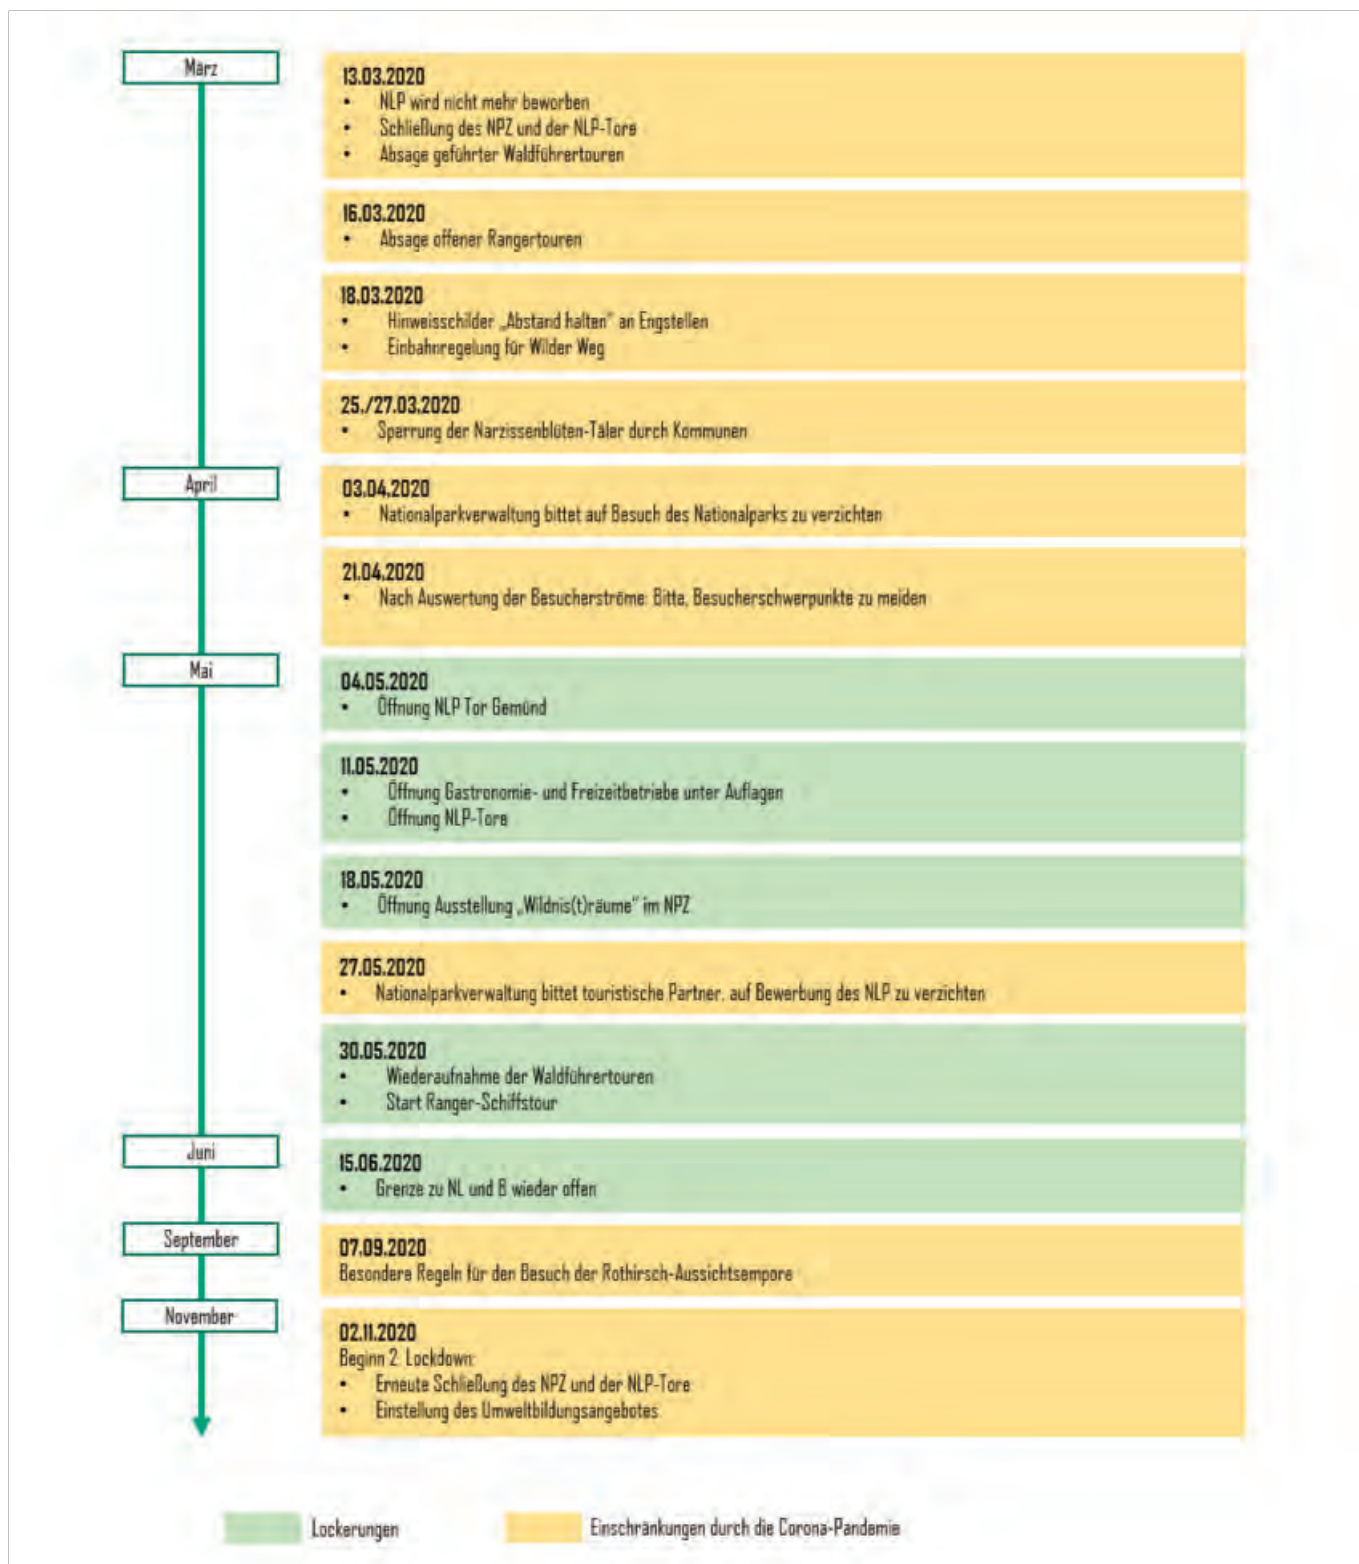 März
13.03.2020
• NLP wird nicht mehr beworben
• Schließung des NPZ und der NLP-Tore
• Absage geführter Waldführertouren
16.03.2020
• Absage offener Rangertouren
18.03.2020
• Hinweisschilder „Abstand halten“ an Engstellen
• Einbahnregelung für Wilder Weg
25./27.03.2020
• Sperrung der Narzissenblüten-Täler durch Kommunen
April
03.04.2020
• Nationalparkverwaltung bittet auf Besuch des Nationalparks zu verzichten
21.04.2020
• Nach Auswertung der Besucherströme: Bitte, Besucherschwerpunkte zu meiden
Mai
04.05.2020
• Öffnung NLP Tor Gemünd
11.05.2020
• Öffnung Gastronomie- und Freizeitbetriebe unter Auflagen
• Öffnung NLP-Tore
18.05.2020
• Öffnung Ausstellung „Wildnis(t)räume“ im NPZ
27.05.2020
• Nationalparkverwaltung bittet touristische Partner, auf Bewerbung des NLP zu verzichten
30.05.2020
• Wiederaufnahme der Waldführertouren
• Start Ranger-Schiffstour
Juni
15.06.2020
• Grenze zu NL und B wieder offen
September
07.09.2020
Besondere Regeln für den Besuch der Rothirsch-Aussichtsempore
November
02.11.2020
Beginn 2. Lockdown:
• Erneute Schließung des NPZ und der NLP-Tore
• Einstellung des Umweltbildungsangebotes
Lockerungen
Einschränkungen durch die Corona-Pandemie